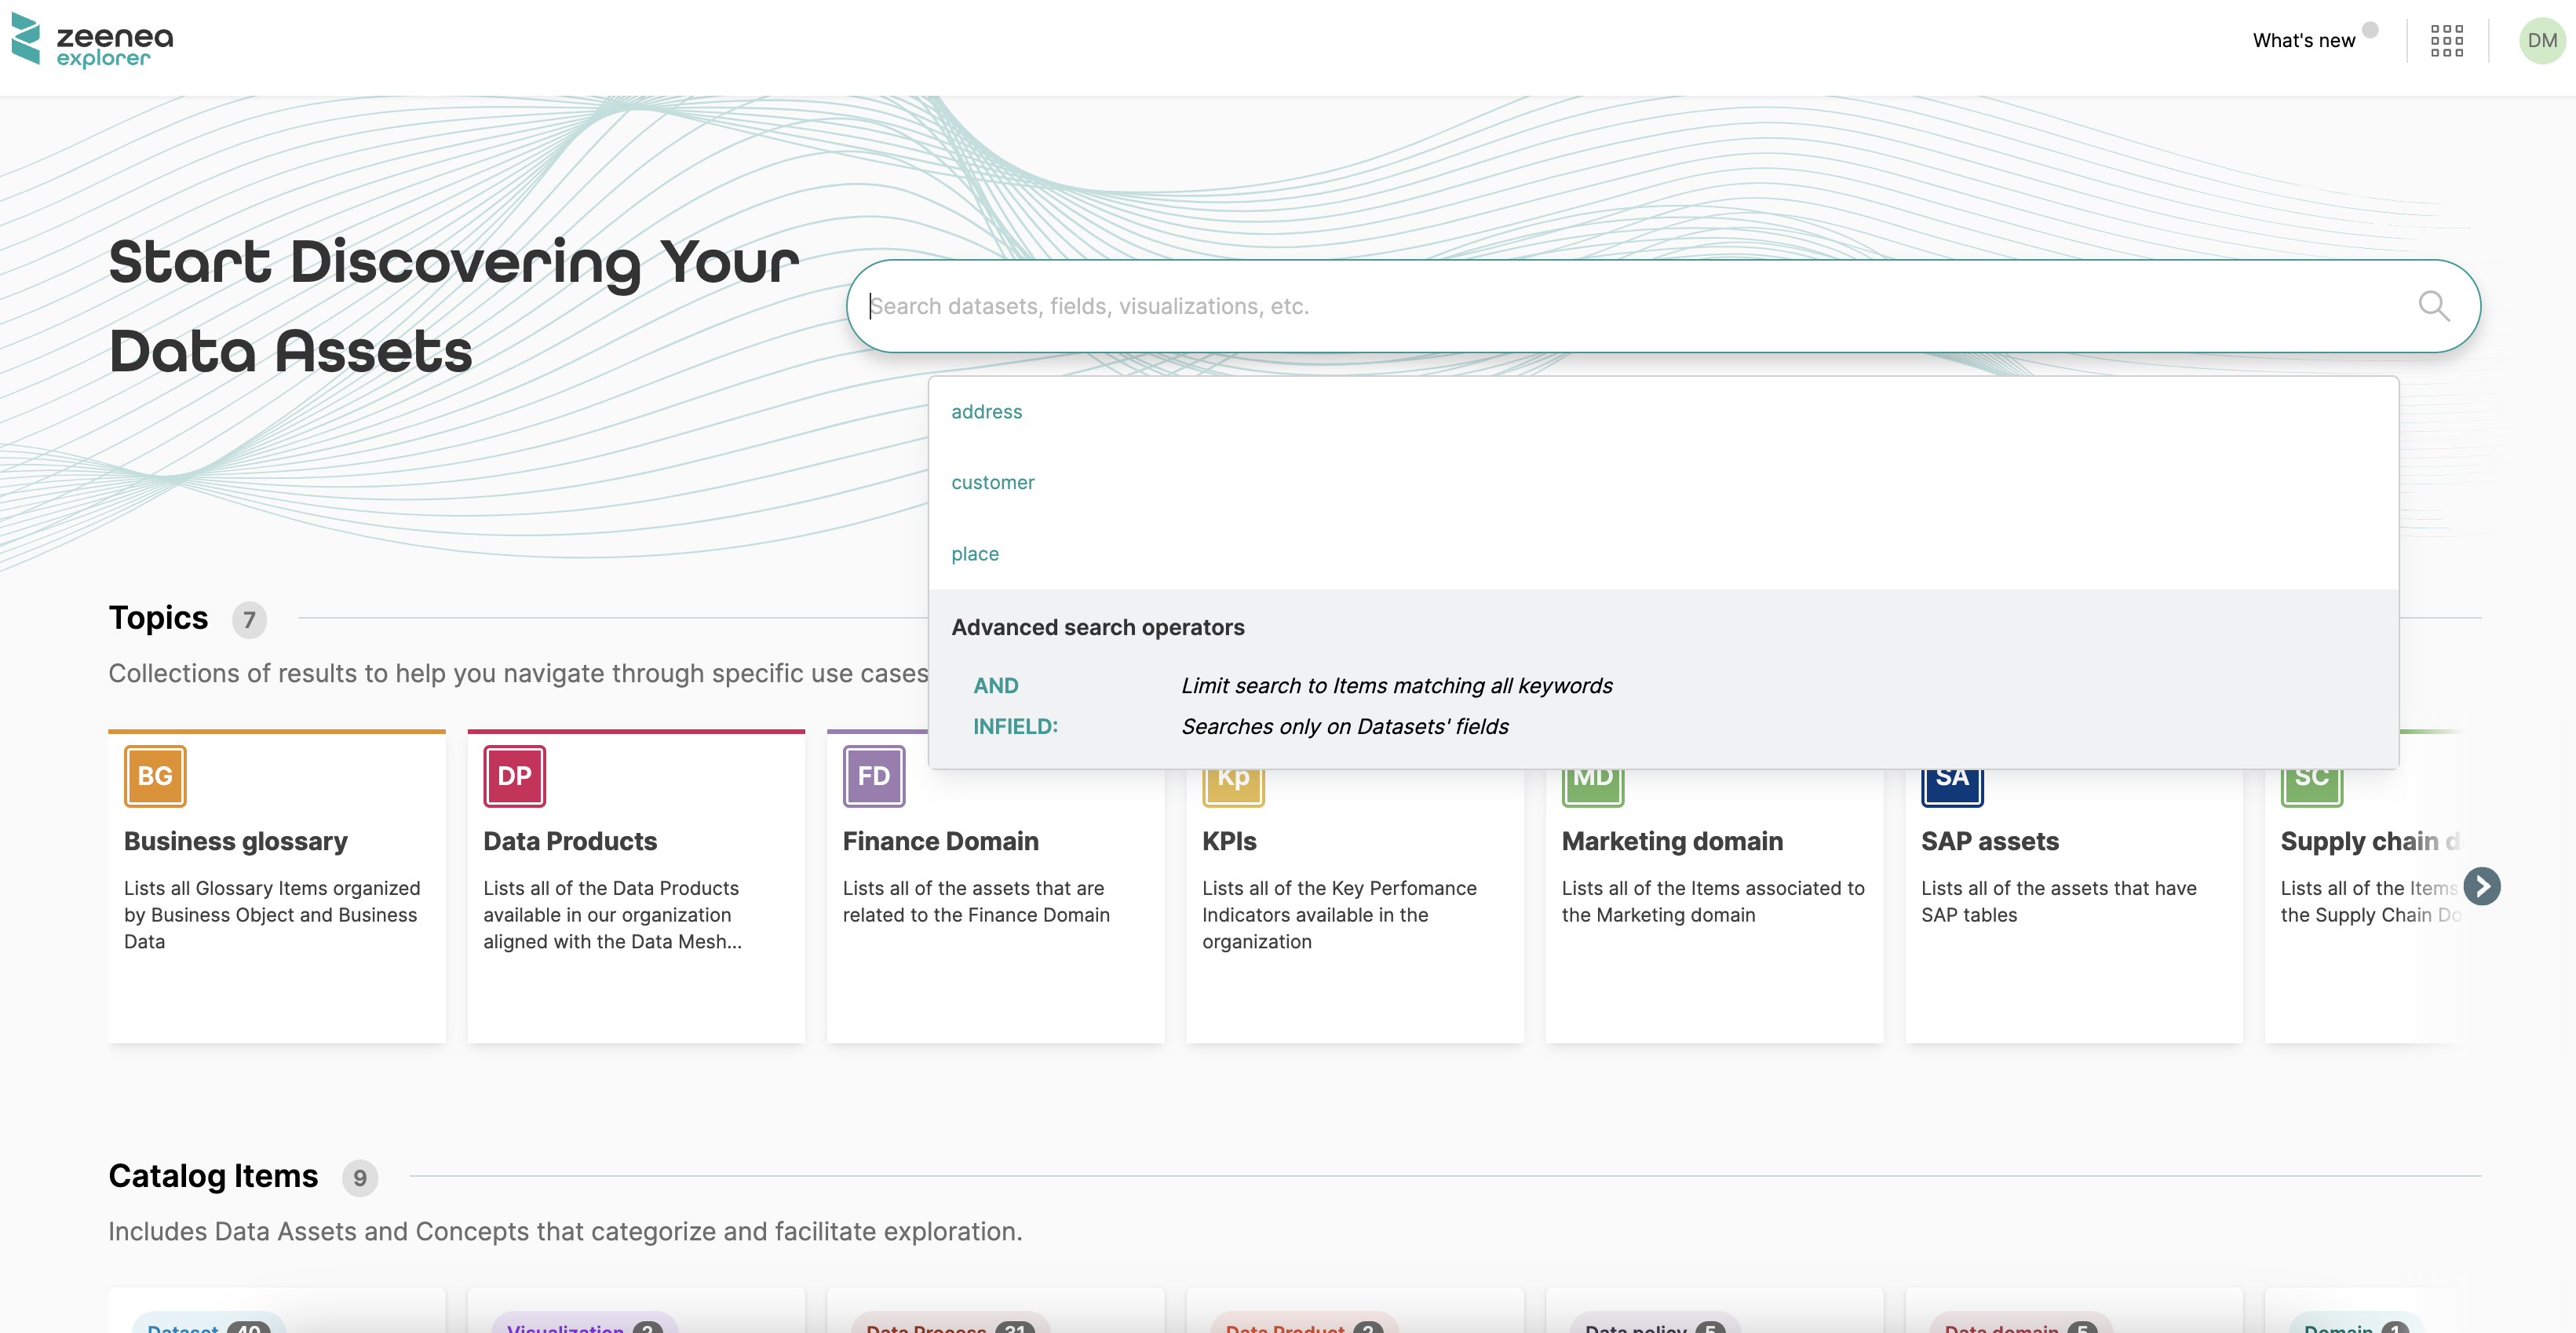 zeenea
explorer
What's new
DM
Start Discovering Your
Data Assets
Search datasets, fields, visualizations, etc.
address
customer
place
Advanced search operators
AND Limit search to Items matching all keywords
INFIELD: Searches only on Datasets' fields
Topics 7
Collections of results to help you navigate through specific use cases
BG
Business glossary
Lists all Glossary Items organized
by Business Object and Business
Data
DP
Data Products
Lists all of the Data Products
available in our organization
aligned with the Data Mesh...
FD
Finance Domain
Lists all of the assets that are
related to the Finance Domain
Kp
KPIs
Lists all of the Key Perfomance
Indicators available in the
organization
MD
Marketing domain
Lists all of the Items associated to
the Marketing domain
SA
SAP assets
Lists all of the assets that have
SAP tables
SC
Supply chain d
Lists all of the Items
the Supply Chain Do
Catalog Items 9
Includes Data Assets and Concepts that categorize and facilitate exploration.
Dataset 40
Visualization 2
Data Process 31
Data Product 2
Data policy 5
Data domain 5
Domain 1